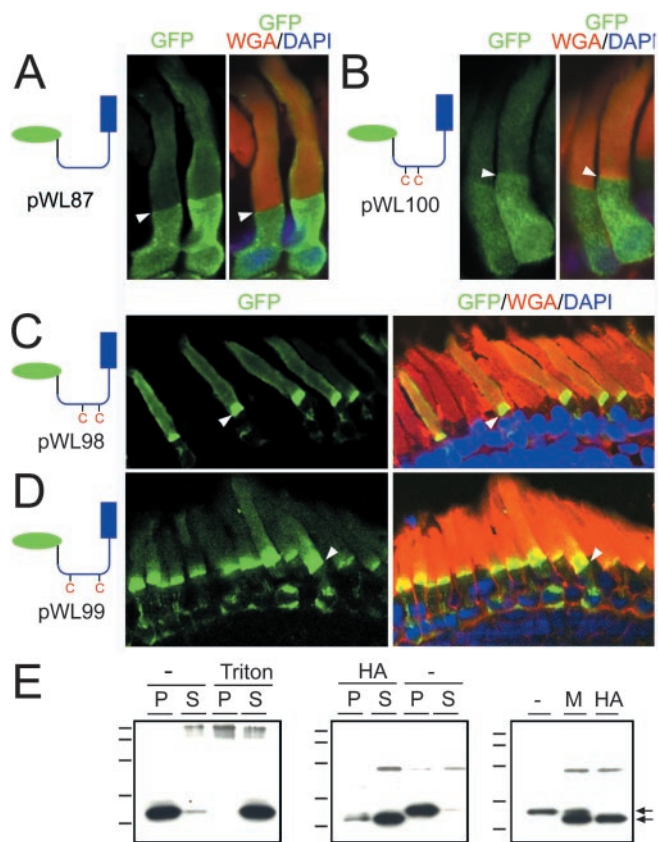 GFP
GFP
WGA/DAPI
GFP
GFP
WGA/DAPI
A
B
pWL87
C C
pWL100
GFP
GFP/WGA/DAPI
C
C C
pWL98
D
C C
pWL99
E
- Triton
P S P S
HA -
P S P S
- M HA